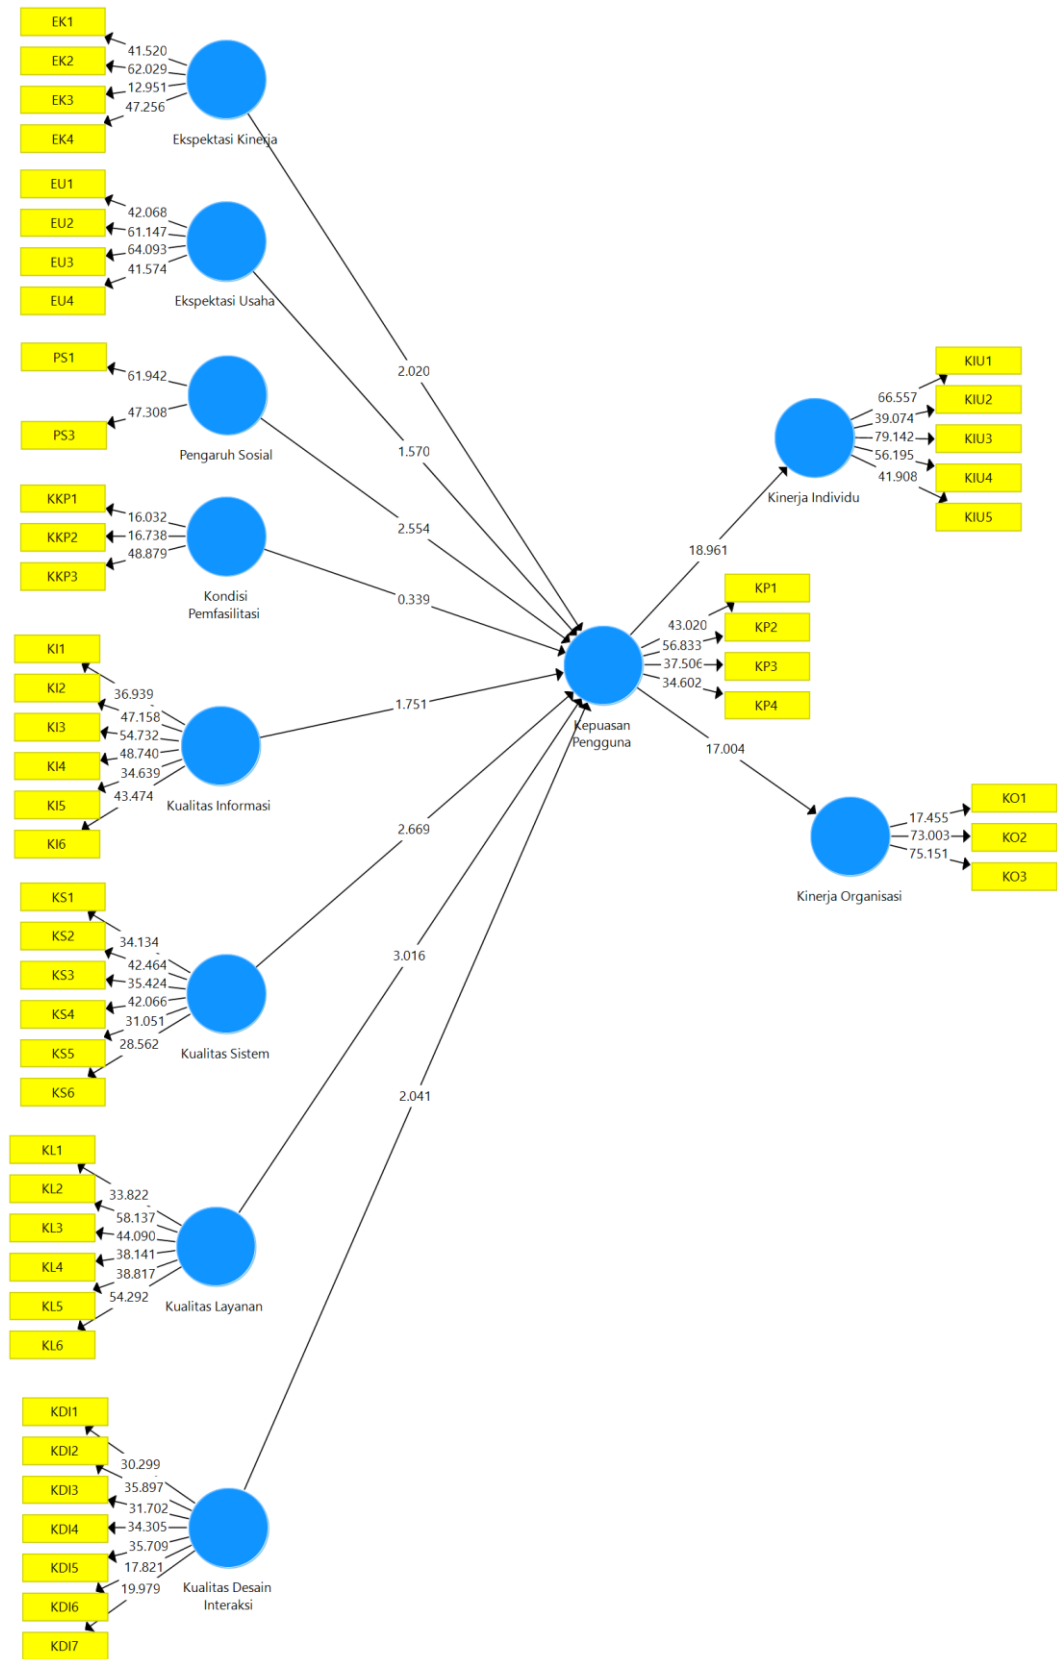 EK1
EK2
EK3
EK4
41.520
62.029
12.951
47.256
Ekspektasi Kinerja
EU1
EU2
EU3
EU4
42.068
61.147
64.093
41.574
Ekspektasi Usaha
PS1
PS3
61.942
47.308
Pengaruh Sosial
KKP1
KKP2
KKP3
16.032
16.738
48.879
Kondisi
Pemfasilitasi
KI1
KI2
KI3
KI4
KI5
KI6
36.939
47.158
54.732
48.740
34.639
43.474
Kualitas Informasi
KS1
KS2
KS3
KS4
KS5
KS6
34.134
42.464
35.424
42.066
31.051
28.562
Kualitas Sistem
KL1
KL2
KL3
KL4
KL5
KL6
33.822
58.137
44.090
38.141
38.817
54.292
Kualitas Layanan
KDI1
KDI2
KDI3
KDI4
KDI5
KDI6
KDI7
30.299
35.897
31.702
34.305
35.709
17.821
19.979
Kualitas Desain
Interaksi
2.020
1.570
2.554
0.339
1.751
2.669
3.016
2.041
Kepuasan
Pengguna
43.020
56.833
37.506
34.602
KP1
KP2
KP3
KP4
18.961
17.004
Kinerja Individu
66.557
39.074
79.142
56.195
41.908
KIU1
KIU2
KIU3
KIU4
KIU5
Kinerja Organisasi
17.455
73.003
75.151
KO1
KO2
KO3